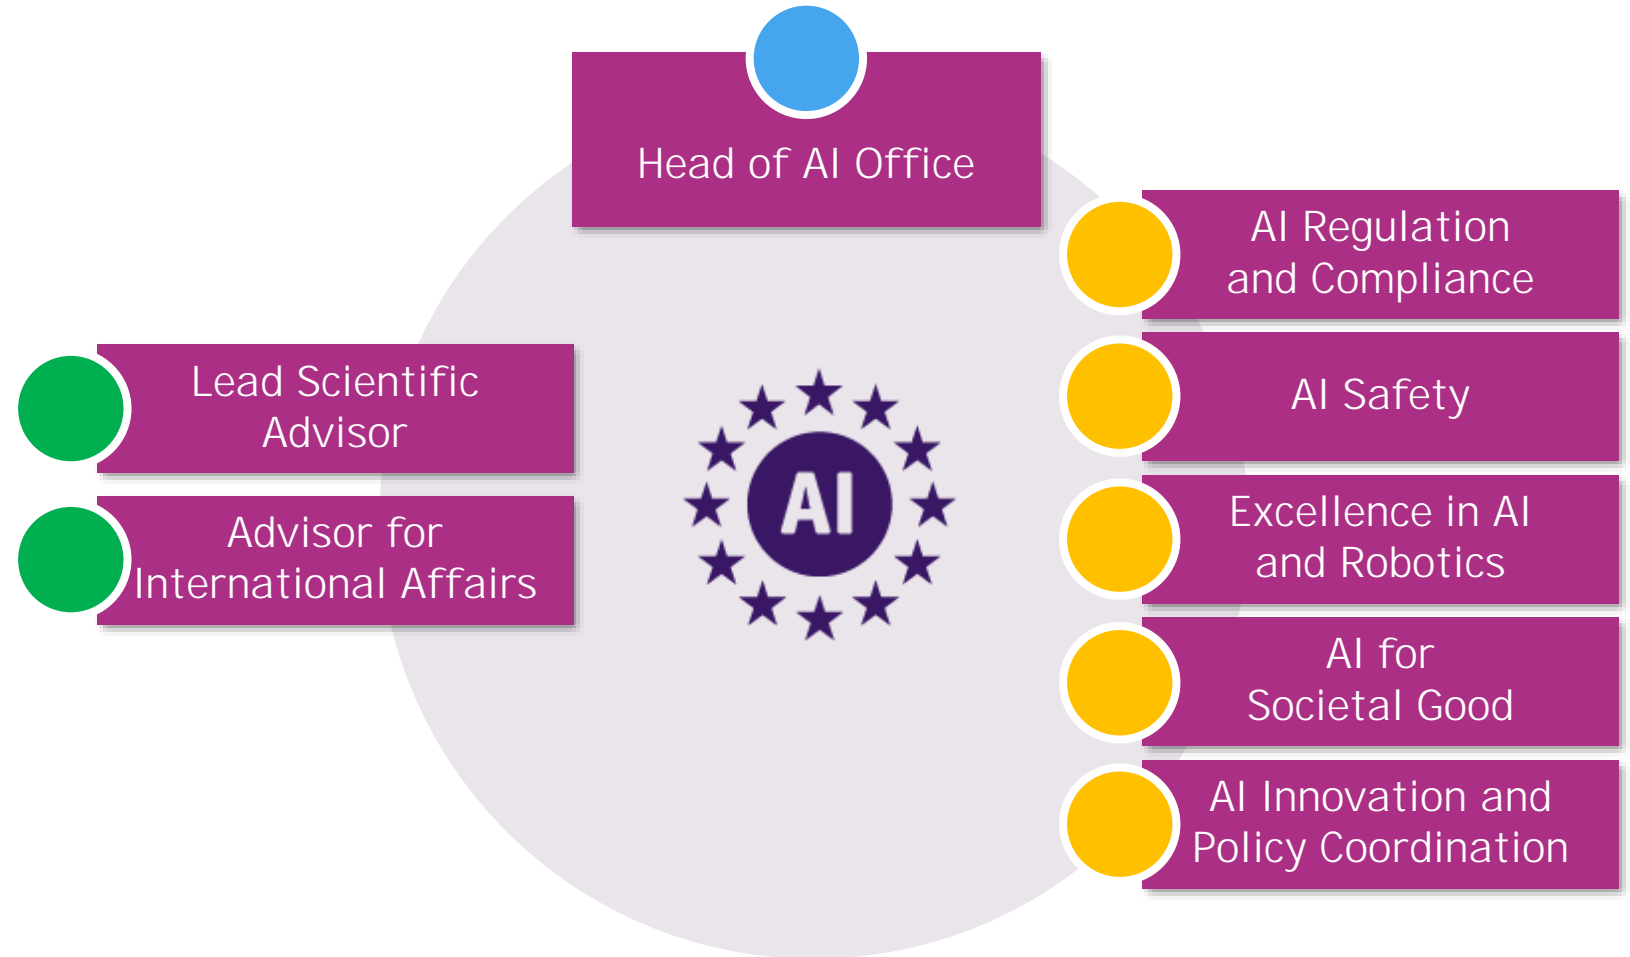 Head of AI Office
Lead Scientific
Advisor
Advisor for
International Affairs
AI
AI Regulation
and Compliance
AI Safety
Excellence in AI
and Robotics
AI for
Societal Good
AI Innovation and
Policy Coordination